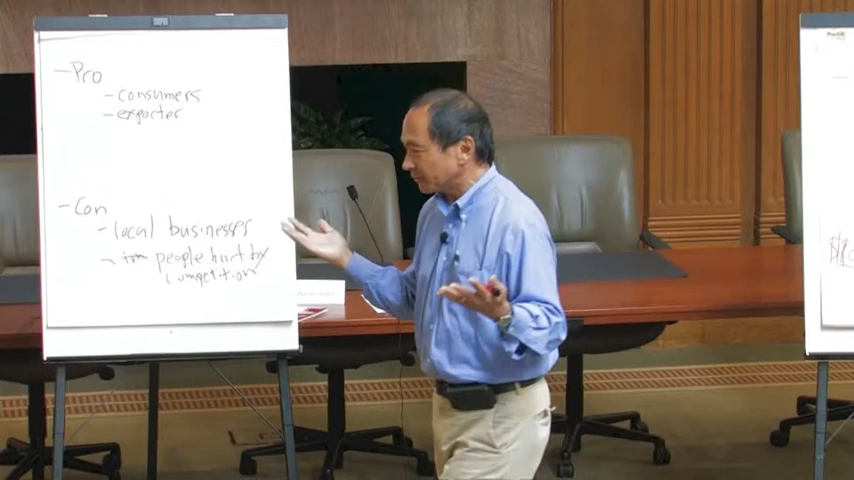 - Pro
- consumers
- exporter
- Con
- local businesses
- people hurt by
competition